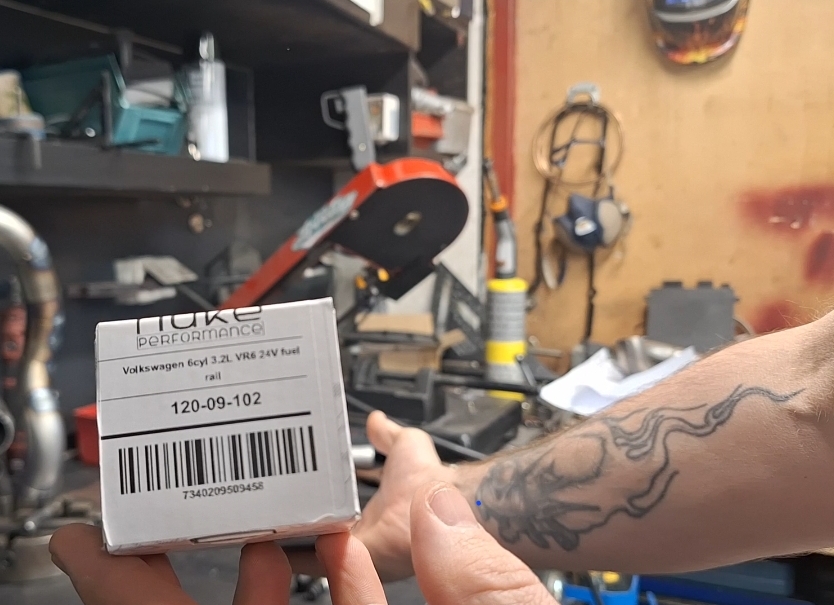 nuke
PERFORMANCE
Volkswagen 6cyl 3.2L VR6 24V fuel
rail
120-09-102
7340209509458